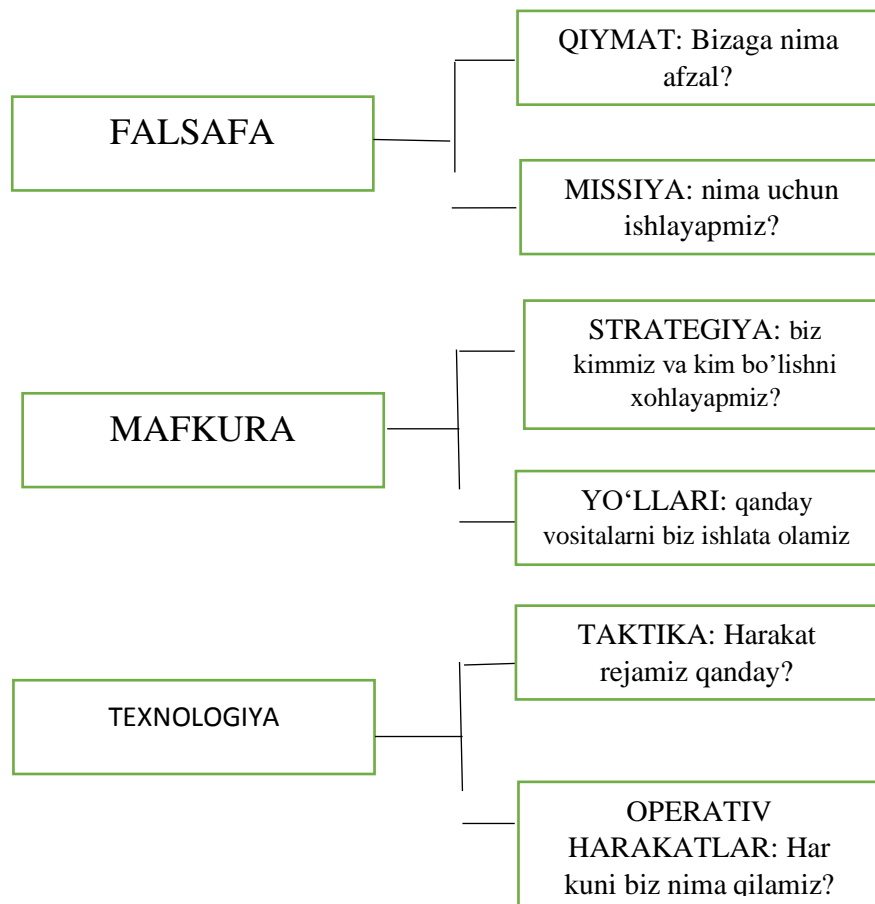 QIYMAT: Bizaga nima
afzal?
FALSAFA
MISSIYA: nima uchun
ishlayapmiz?
STRATEGIYA: biz
kimmiz va kim bo’lishni
xohlayapmiz?
MAFKURA
YO‘LLARI: qanday
vositalarni biz ishlata olamiz
TAKTIKA: Harakat
rejamiz qanday?
TEXNOLOGIYA
OPERATIV
HARAKATLAR: Har
kuni biz nima qilamiz?